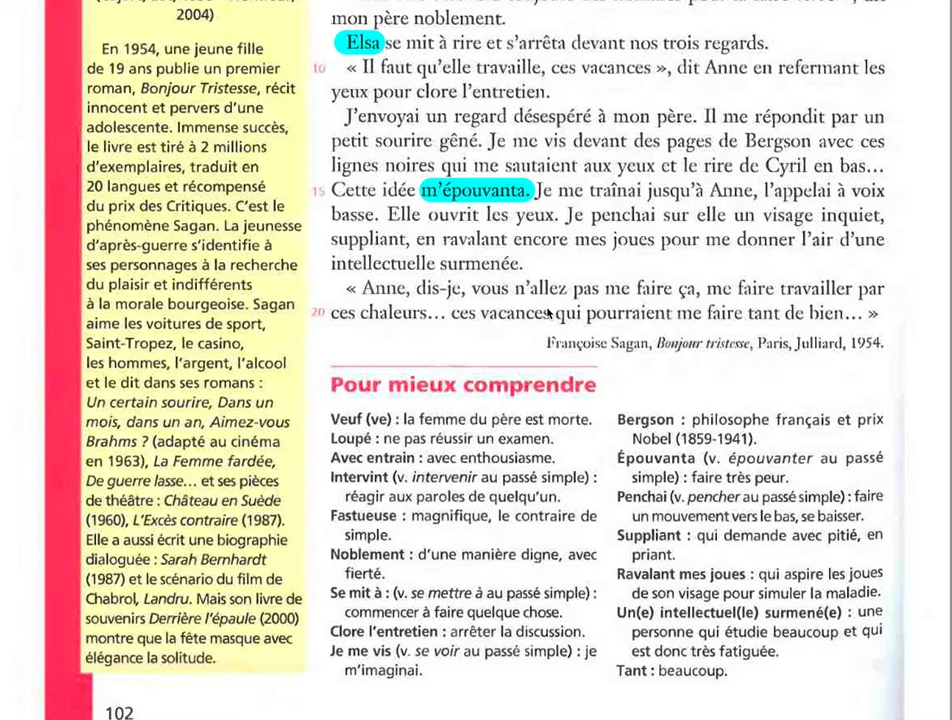 2004)
En 1954, une jeune fille
de 19 ans publie un premier
roman, Bonjour Tristesse, récit
innocent et pervers d'une
adolescente. Immense succès,
le livre est tiré à 2 millions
d'exemplaires, traduit en
20 langues et récompensé
du prix des Critiques. C'est le
phénomène Sagan. La jeunesse
d'après-guerre s'identifie à
ses personnages à la recherche
du plaisir et indifférents
à la morale bourgeoise. Sagan
aime les voitures de sport,
Saint-Tropez, le casino,
les hommes, l'argent, l'alcool
et le dit dans ses romans :
Un certain sourire, Dans un
mois, dans un an, Aimez-vous
Brahms ? (adapté au cinéma
en 1963), La Femme fardée,
De guerre lasse... et ses pièces
de théâtre : Château en Suède
(1960), L'Excès contraire (1987).
Elle a aussi écrit une biographie
dialoguée : Sarah Bernhardt
(1987) et le scénario du film de
Chabrol, Landru. Mais son livre de
souvenirs Derrière l'épaule (2000)
montre que la fête masque avec
élégance la solitude.
mon père noblement.
Elsa se mit à rire et s'arrêta devant nos trois regards.
10 « Il faut qu'elle travaille, ces vacances », dit Anne en refermant les
yeux pour clore l'entretien.
J'envoyai un regard désespéré à mon père. Il me répondit par un
petit sourire gêné. Je me vis devant des pages de Bergson avec ces
lignes noires qui me sautaient aux yeux et le rire de Cyril en bas...
15 Cette idée m'épouvanta. Je me traînai jusqu'à Anne, l'appelai à voix
basse. Elle ouvrit les yeux. Je penchai sur elle un visage inquiet,
suppliant, en ravalant encore mes joues pour me donner l'air d'une
intellectuelle surmenée.
« Anne, dis-je, vous n'allez pas me faire ça, me faire travailler par
20 ces chaleurs... ces vacances qui pourraient me faire tant de bien... »
Françoise Sagan, Bonjour tristesse, Paris, Julliard, 1954.
Pour mieux comprendre
Veuf (ve) : la femme du père est morte.
Loupé : ne pas réussir un examen.
Avec entrain : avec enthousiasme.
Intervint (v. intervenir au passé simple) :
réagir aux paroles de quelqu'un.
Fastueuse : magnifique, le contraire de
simple.
Noblement : d'une manière digne, avec
fierté.
Se mit à : (v. se mettre à au passé simple) :
commencer à faire quelque chose.
Clore l'entretien : arrêter la discussion.
Je me vis (v. se voir au passé simple) : je
m'imaginai.
Bergson : philosophe français et prix
Nobel (1859-1941).
Épouvanta (v. épouvanter au passé
simple) : faire très peur.
Penchai (v. pencher au passé simple) : faire
un mouvement vers le bas, se baisser.
Suppliant : qui demande avec pitié, en
priant.
Ravalant mes joues : qui aspire les joues
de son visage pour simuler la maladie.
Un(e) intellectuel(le) surmené(e) : une
personne qui étudie beaucoup et qui
est donc très fatiguée.
Tant : beaucoup.
102